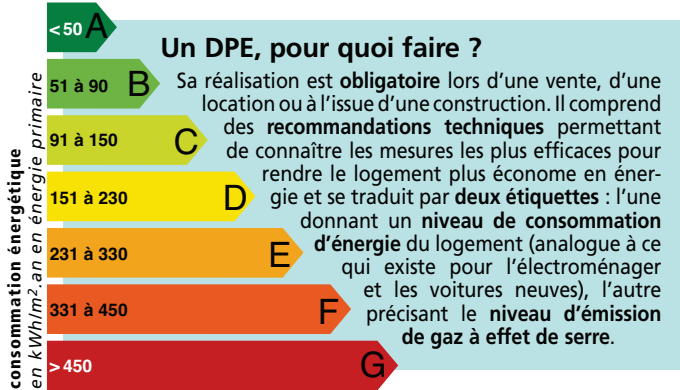 consommation énergétique
en kWh/m².an en énergie primaire
< 50 A
51 à 90 B
91 à 150 C
151 à 230 D
231 à 330 E
331 à 450 F
> 450 G
Un DPE, pour quoi faire ?
Sa réalisation est obligatoire lors d'une vente, d'une
location ou à l'issue d'une construction. Il comprend
des recommandations techniques permettant
de connaître les mesures les plus efficaces pour
rendre le logement plus économe en éner-
gie et se traduit par deux étiquettes : l'une
donnant un niveau de consommation
d'énergie du logement (analogue à ce
qui existe pour l'électroménager
et les voitures neuves), l'autre
précisant le niveau d'émission
de gaz à effet de serre.